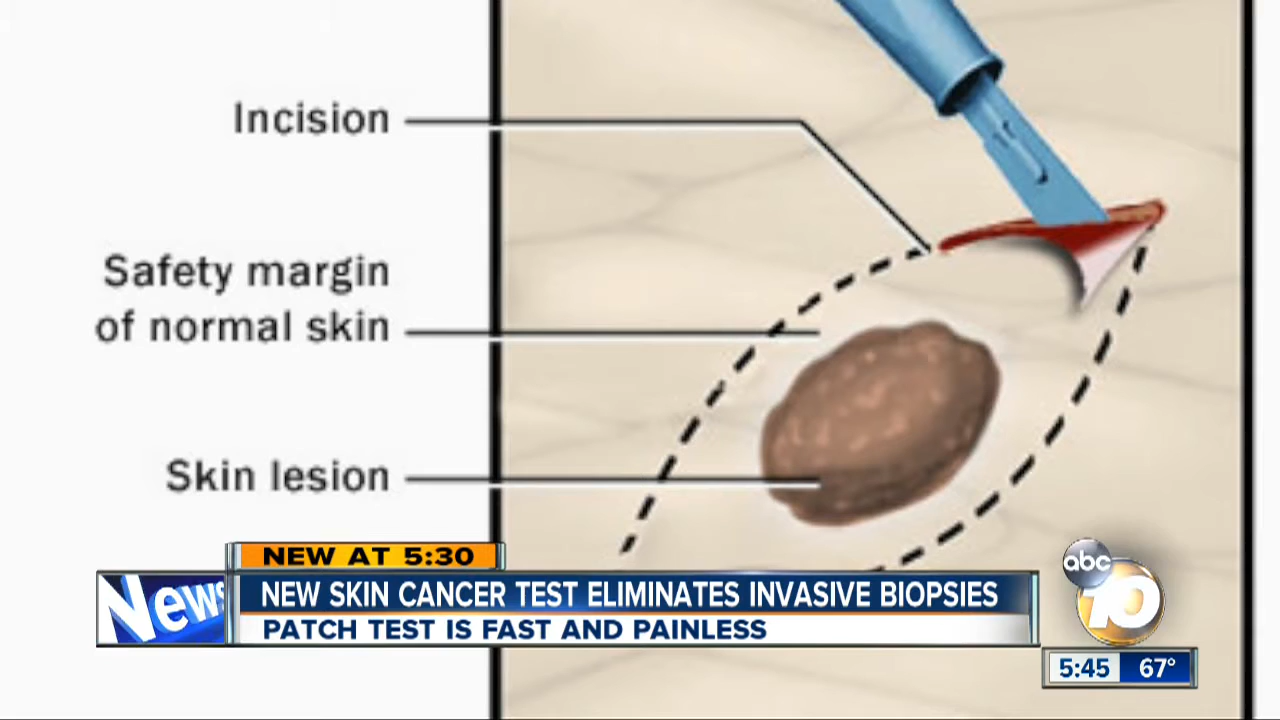 Incision
Safety margin
of normal skin
Skin lesion
NEW AT 5:30
News
NEW SKIN CANCER TEST ELIMINATES INVASIVE BIOPSIES
PATCH TEST IS FAST AND PAINLESS
abc
10
5:45 67°